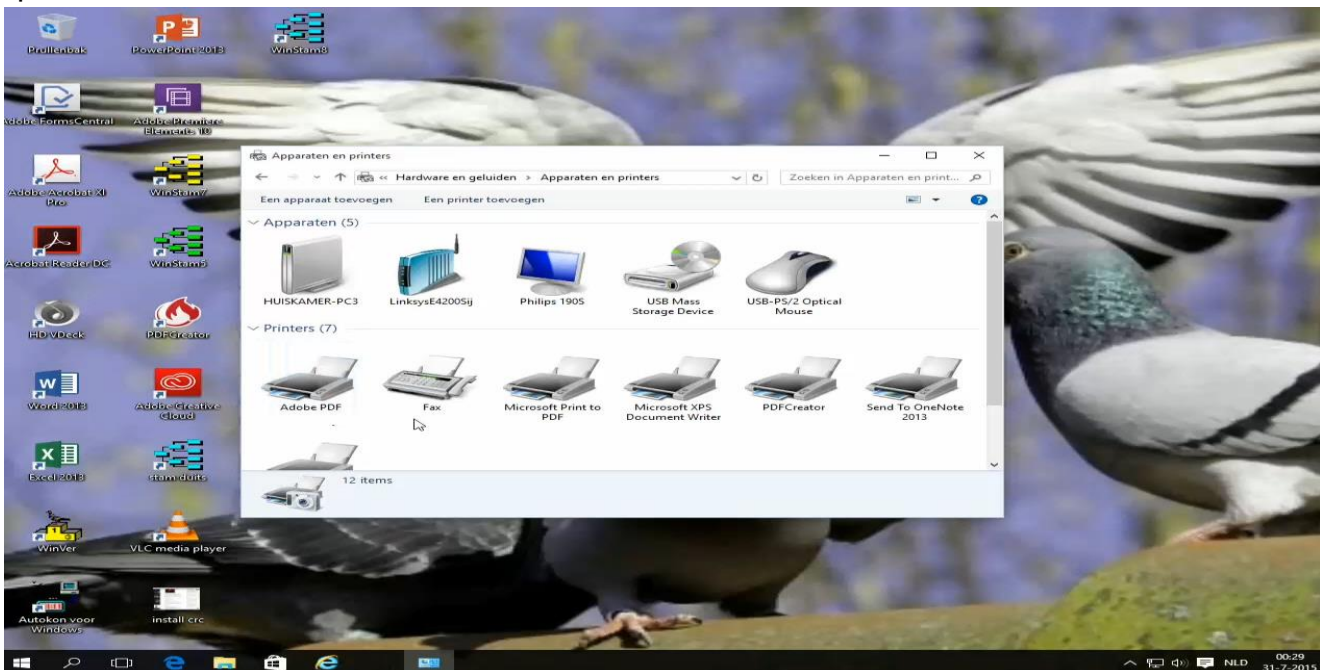 Prullenbak
PowerPoint 2013
WinStam8
Adobe FormsCentral
Adobe Premiere
Elements 10
Adobe Acrobat XI
Pro
WinStam7
Acrobat Reader DC
WinStam5
HD VDeck
PDFCreator
Word 2013
Adobe Creative
Cloud
Excel 2013
stam duits
WinVer
VLC media player
Autokon voor
Windows
install crc
Apparaten en printers
« Hardware en geluiden > Apparaten en printers
Zoeken in Apparaten en print...
Een apparaat toevoegen
Een printer toevoegen
Apparaten (5)
HUISKAMER-PC3
LinksysE4200Sij
Philips 190S
USB Mass
Storage Device
USB-PS/2 Optical
Mouse
Printers (7)
Adobe PDF
Fax
Microsoft Print to
PDF
Microsoft XPS
Document Writer
PDFCreator
Send To OneNote
2013
12 items
NLD
00:29
31-7-2015